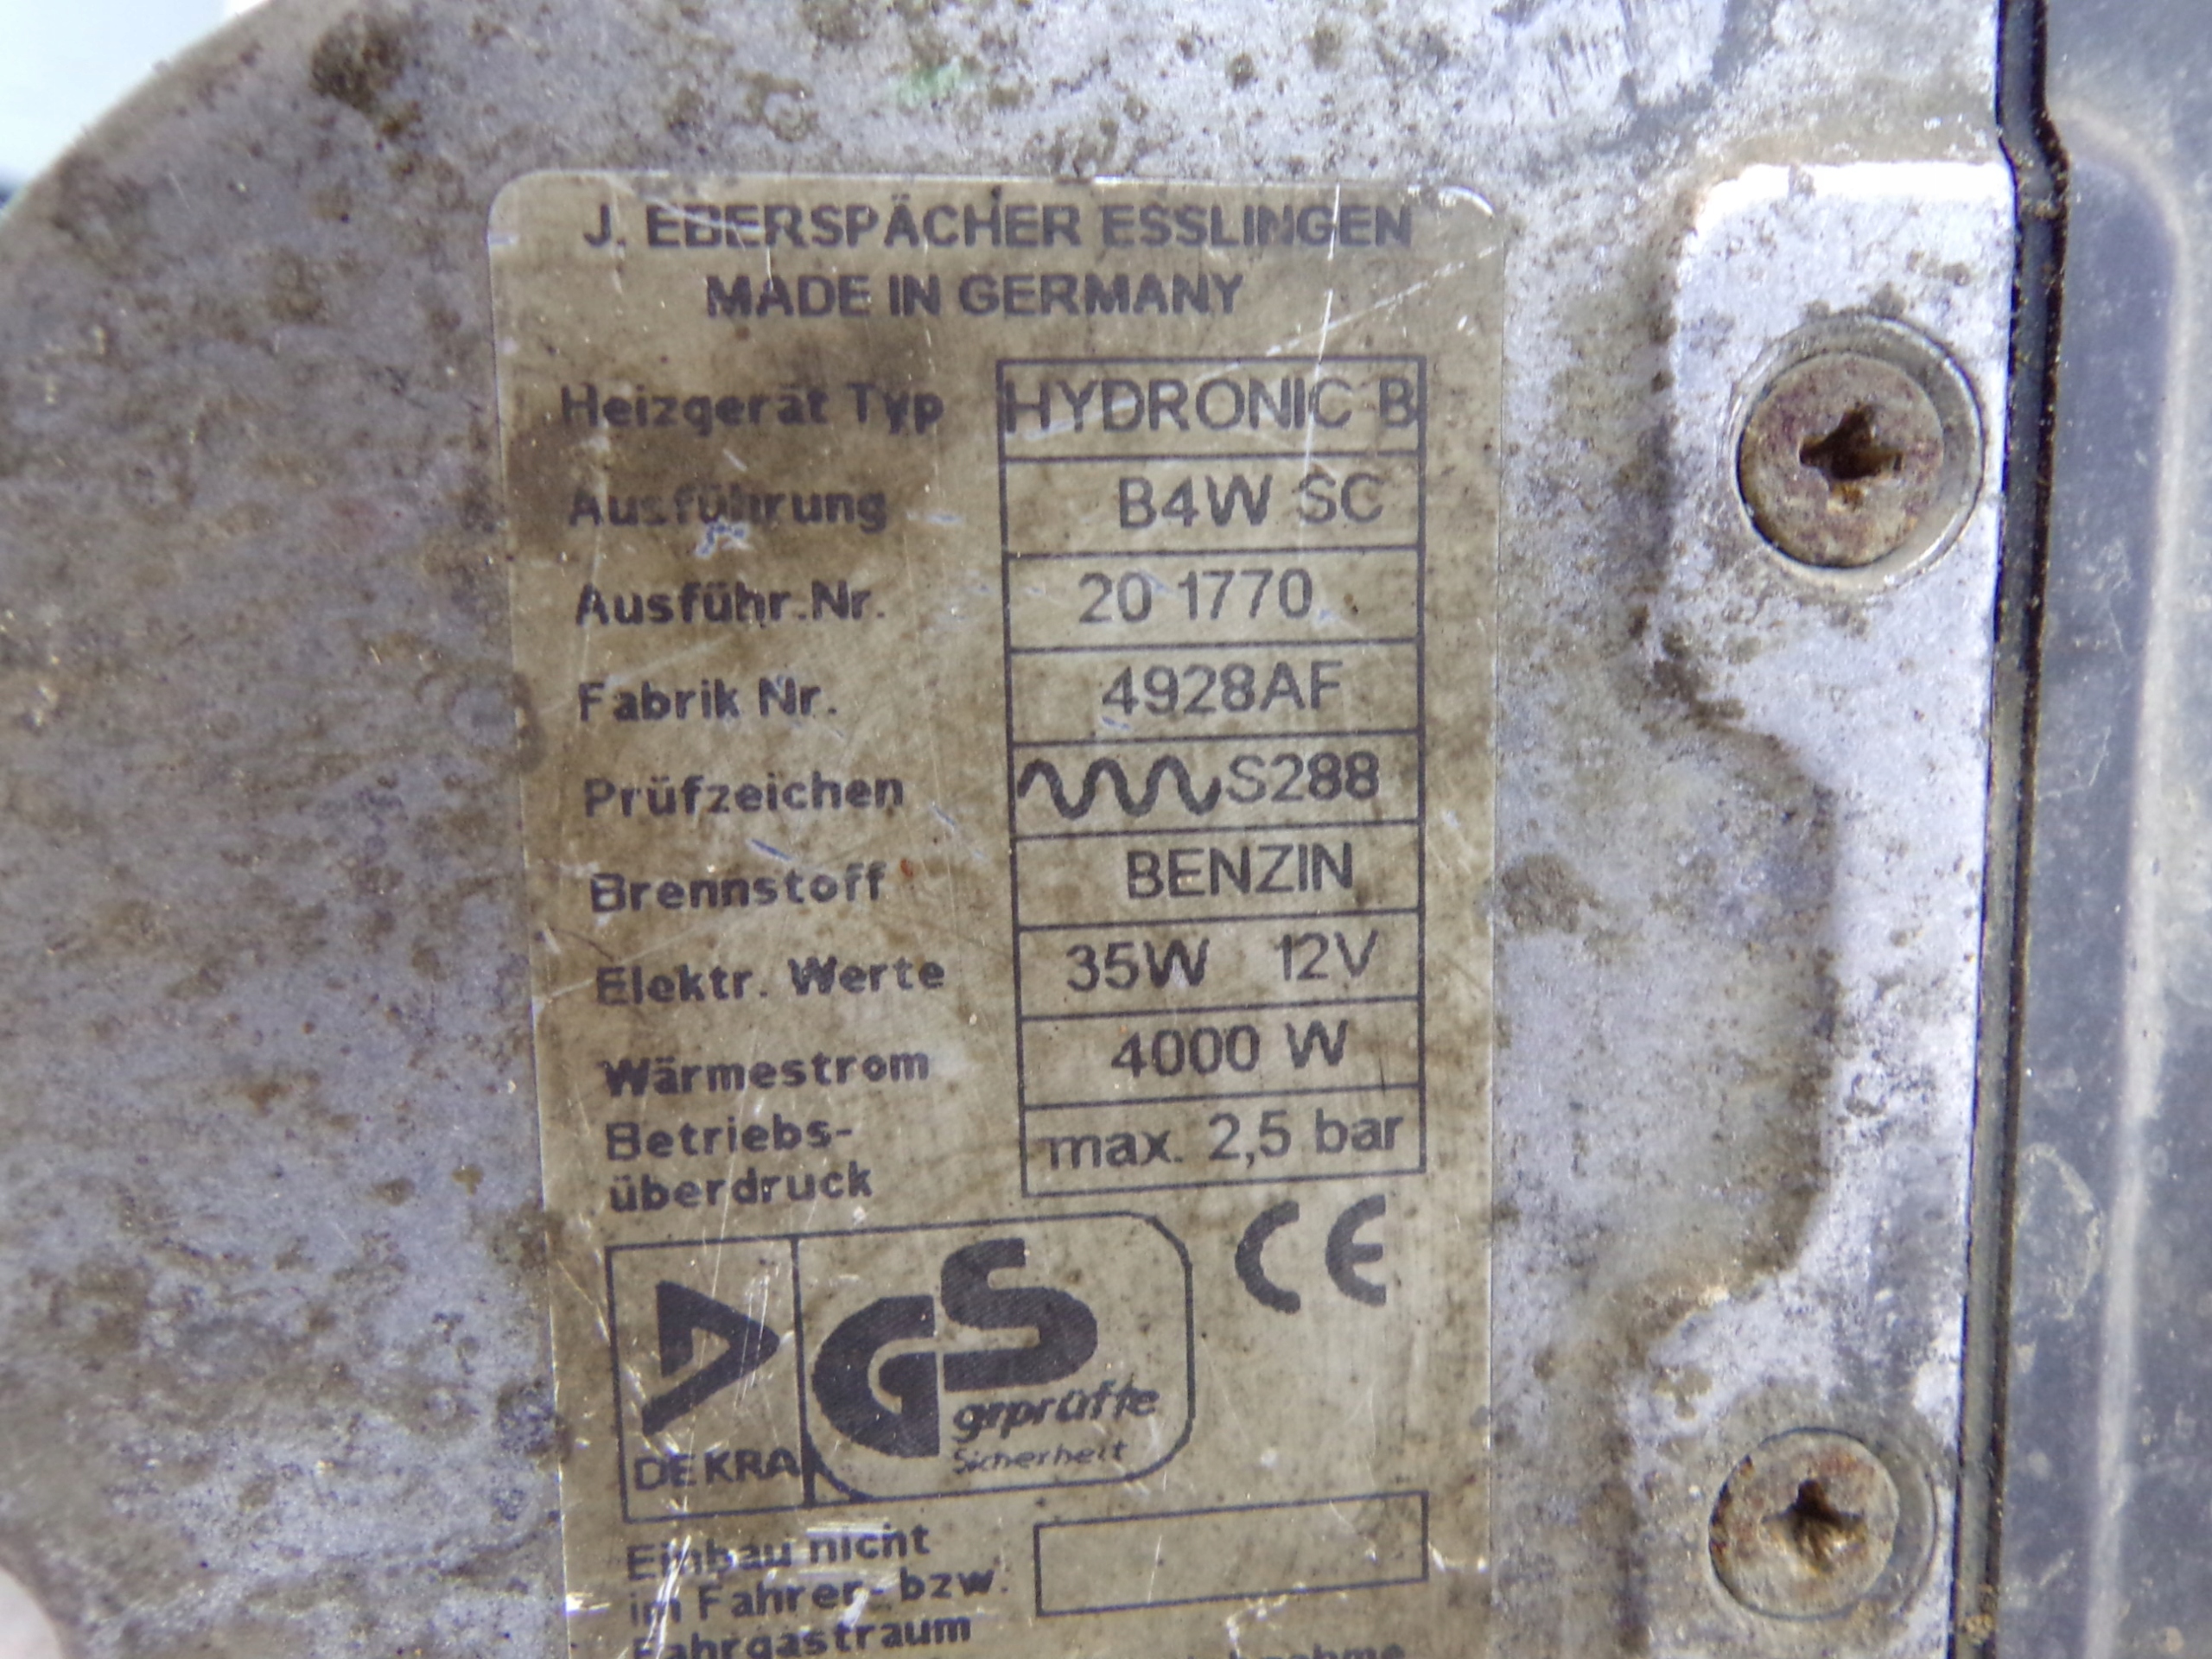 J. EBERSPÄCHER ESSLINGEN
MADE IN GERMANY
Heizgerät Typ HYDRONIC B
Ausführung B4W SC
Ausführ.Nr. 20 1770
Fabrik Nr. 4928AF
Prüfzeichen S288
Brennstoff BENZIN
Elektr. Werte 35W 12V
Wärmestrom 4000 W
Betriebs-
überdruck max. 2,5 bar
CE
GS
geprüfte
Sicherheit
DEKRA
Einbau nicht
im Fahrer- bzw.
Fahrgastraum